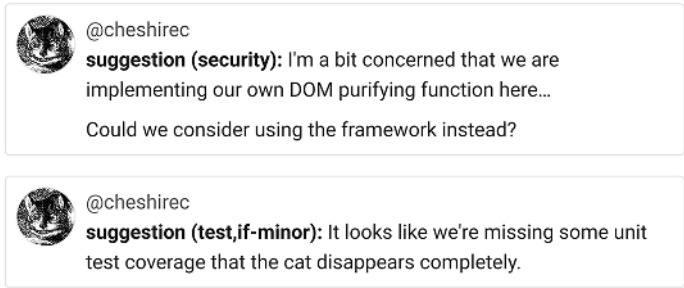 @cheshirec
suggestion (security): I'm a bit concerned that we are
implementing our own DOM purifying function here...
Could we consider using the framework instead?
@cheshirec
suggestion (test,if-minor): It looks like we're missing some unit
test coverage that the cat disappears completely.